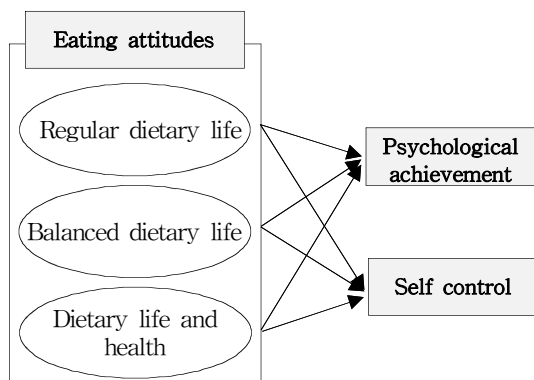 Eating attitudes
Regular dietary life
Balanced dietary life
Dietary life and
health
Psychological
achievement
Self control